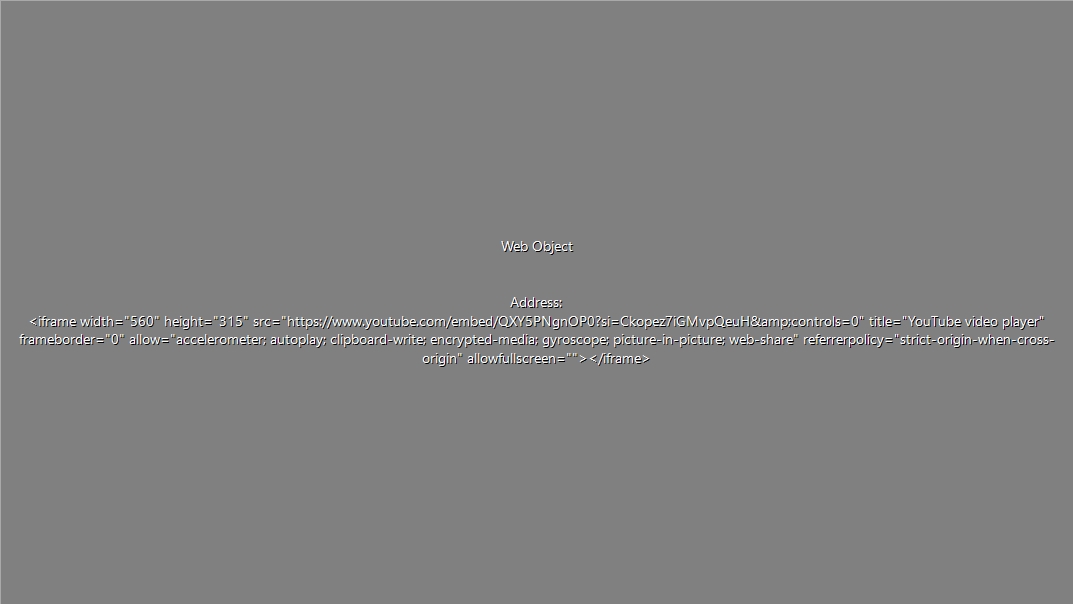 Web Object
Address:
<iframe width="560" height="315" src="https://www.youtube.com/embed/QXY5PNgnOP0?si=Ckopez7iGMvpQeuH&amp;controls=0" title="YouTube video player"
frameborder="0" allow="accelerometer; autoplay; clipboard-write; encrypted-media; gyroscope; picture-in-picture; web-share" referrerpolicy="strict-origin-when-cross-
origin" allowfullscreen=""></iframe>